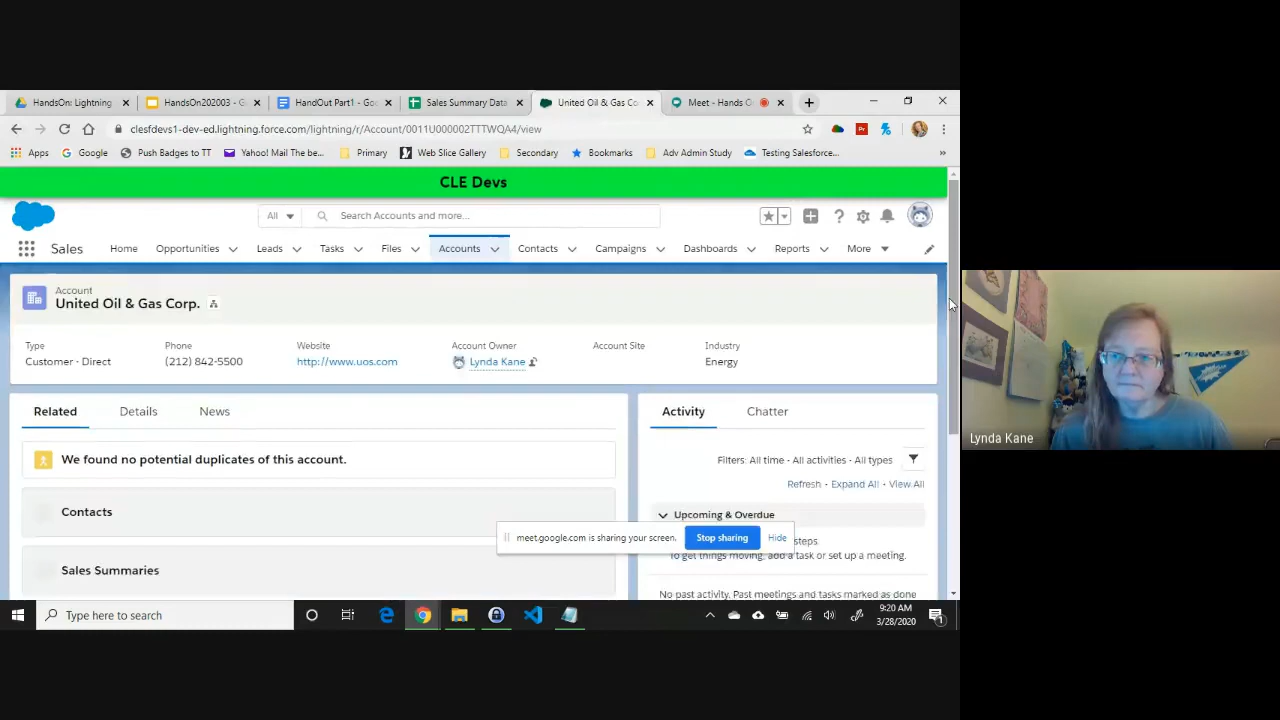 HandsOn: Lightning
HandsOn202003 - G
HandOut Part1 - Go
Sales Summary Data
United Oil & Gas Co
Meet - Hands O
clesfdevs1-dev-ed.lightning.force.com/lightning/r/Account/0011U000002TTTWQA4/view
Apps Google Push Badges to TT Yahoo! Mail The be... Primary Web Slice Gallery Secondary Bookmarks Adv Admin Study Testing Salesforce... »
CLE Devs
All Search Accounts and more...
Sales Home Opportunities Leads Tasks Files Accounts Contacts Campaigns Dashboards Reports More
Account
United Oil & Gas Corp.
Type Phone Website Account Owner Account Site Industry
Customer - Direct (212) 842-5500 http://www.uos.com Lynda Kane Energy
Related Details News
Activity Chatter
We found no potential duplicates of this account.
Filters: All time • All activities • All types
Refresh • Expand All • View All
Contacts
Upcoming & Overdue
meet.google.com is sharing your screen. Stop sharing Hide
steps.
To get things moving, add a task or set up a meeting.
Sales Summaries
No past activity. Past meetings and tasks marked as done
Type here to search
9:20 AM
3/28/2020
1
Lynda Kane